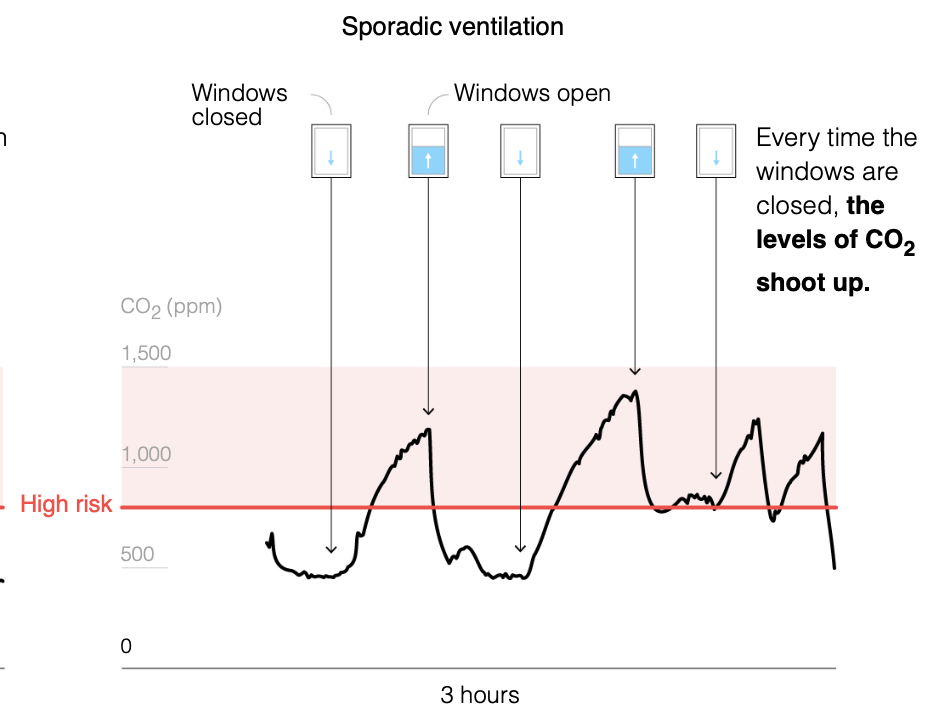 Sporadic ventilation
Windows
closed
Windows open
n
Every time the
windows are
closed, the
levels of CO₂
shoot up.
CO₂ (ppm)
1,500
1,000
High risk
500
0
3 hours